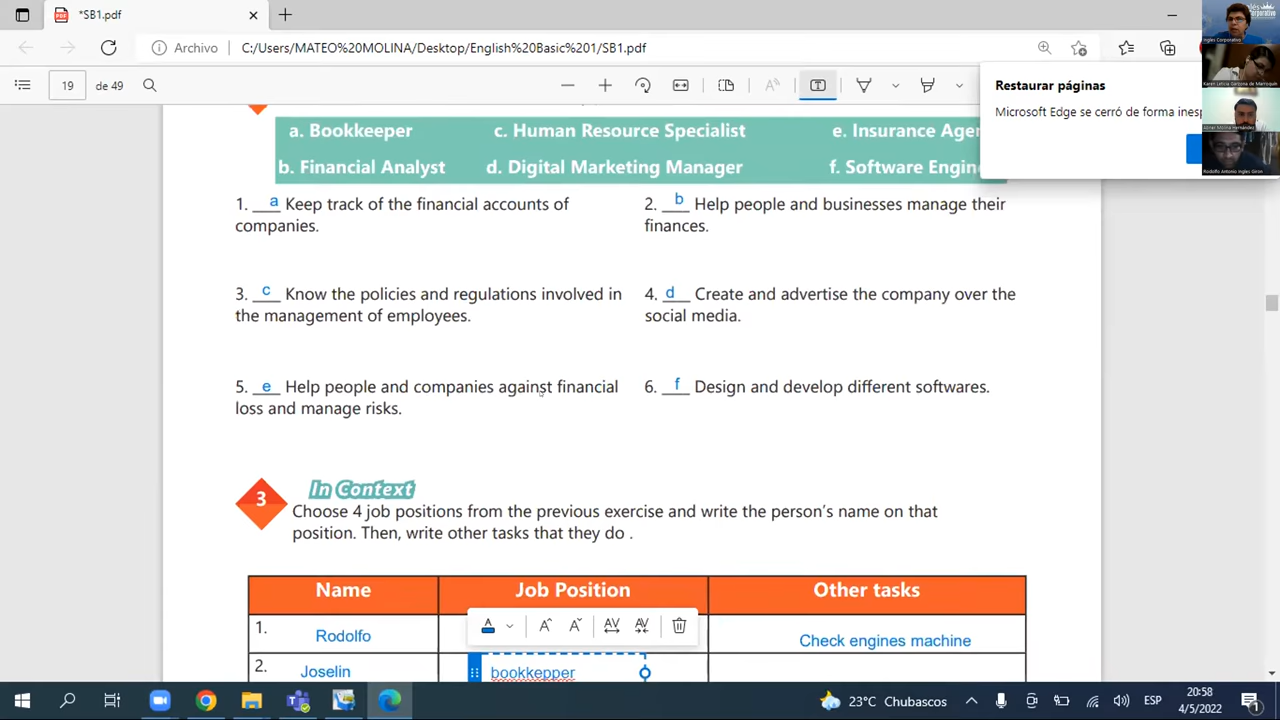 *SB1.pdf
Archivo
C:/Users/MATEO%20MOLINA/Desktop/English%20Basic%201/SB1.pdf
19 de 49
Restaurar páginas
Microsoft Edge se cerró de forma inesp
Inglés Corporativo
Rodolfo Antonio Ingles Giron
a. Bookkeeper
c. Human Resource Specialist
e. Insurance Agen
b. Financial Analyst
d. Digital Marketing Manager
f. Software Engin
1. a Keep track of the financial accounts of
companies.
2. b Help people and businesses manage their
finances.
3. c Know the policies and regulations involved in
the management of employees.
4. d Create and advertise the company over the
social media.
5. e Help people and companies against financial
loss and manage risks.
6. f Design and develop different softwares.
3
In Context
Choose 4 job positions from the previous exercise and write the person's name on that
position. Then, write other tasks that they do .
Name
Job Position
Other tasks
1. Rodolfo
Check engines machine
2. Joselin
bookkepper
23°C Chubascos
ESP
20:58
4/5/2022